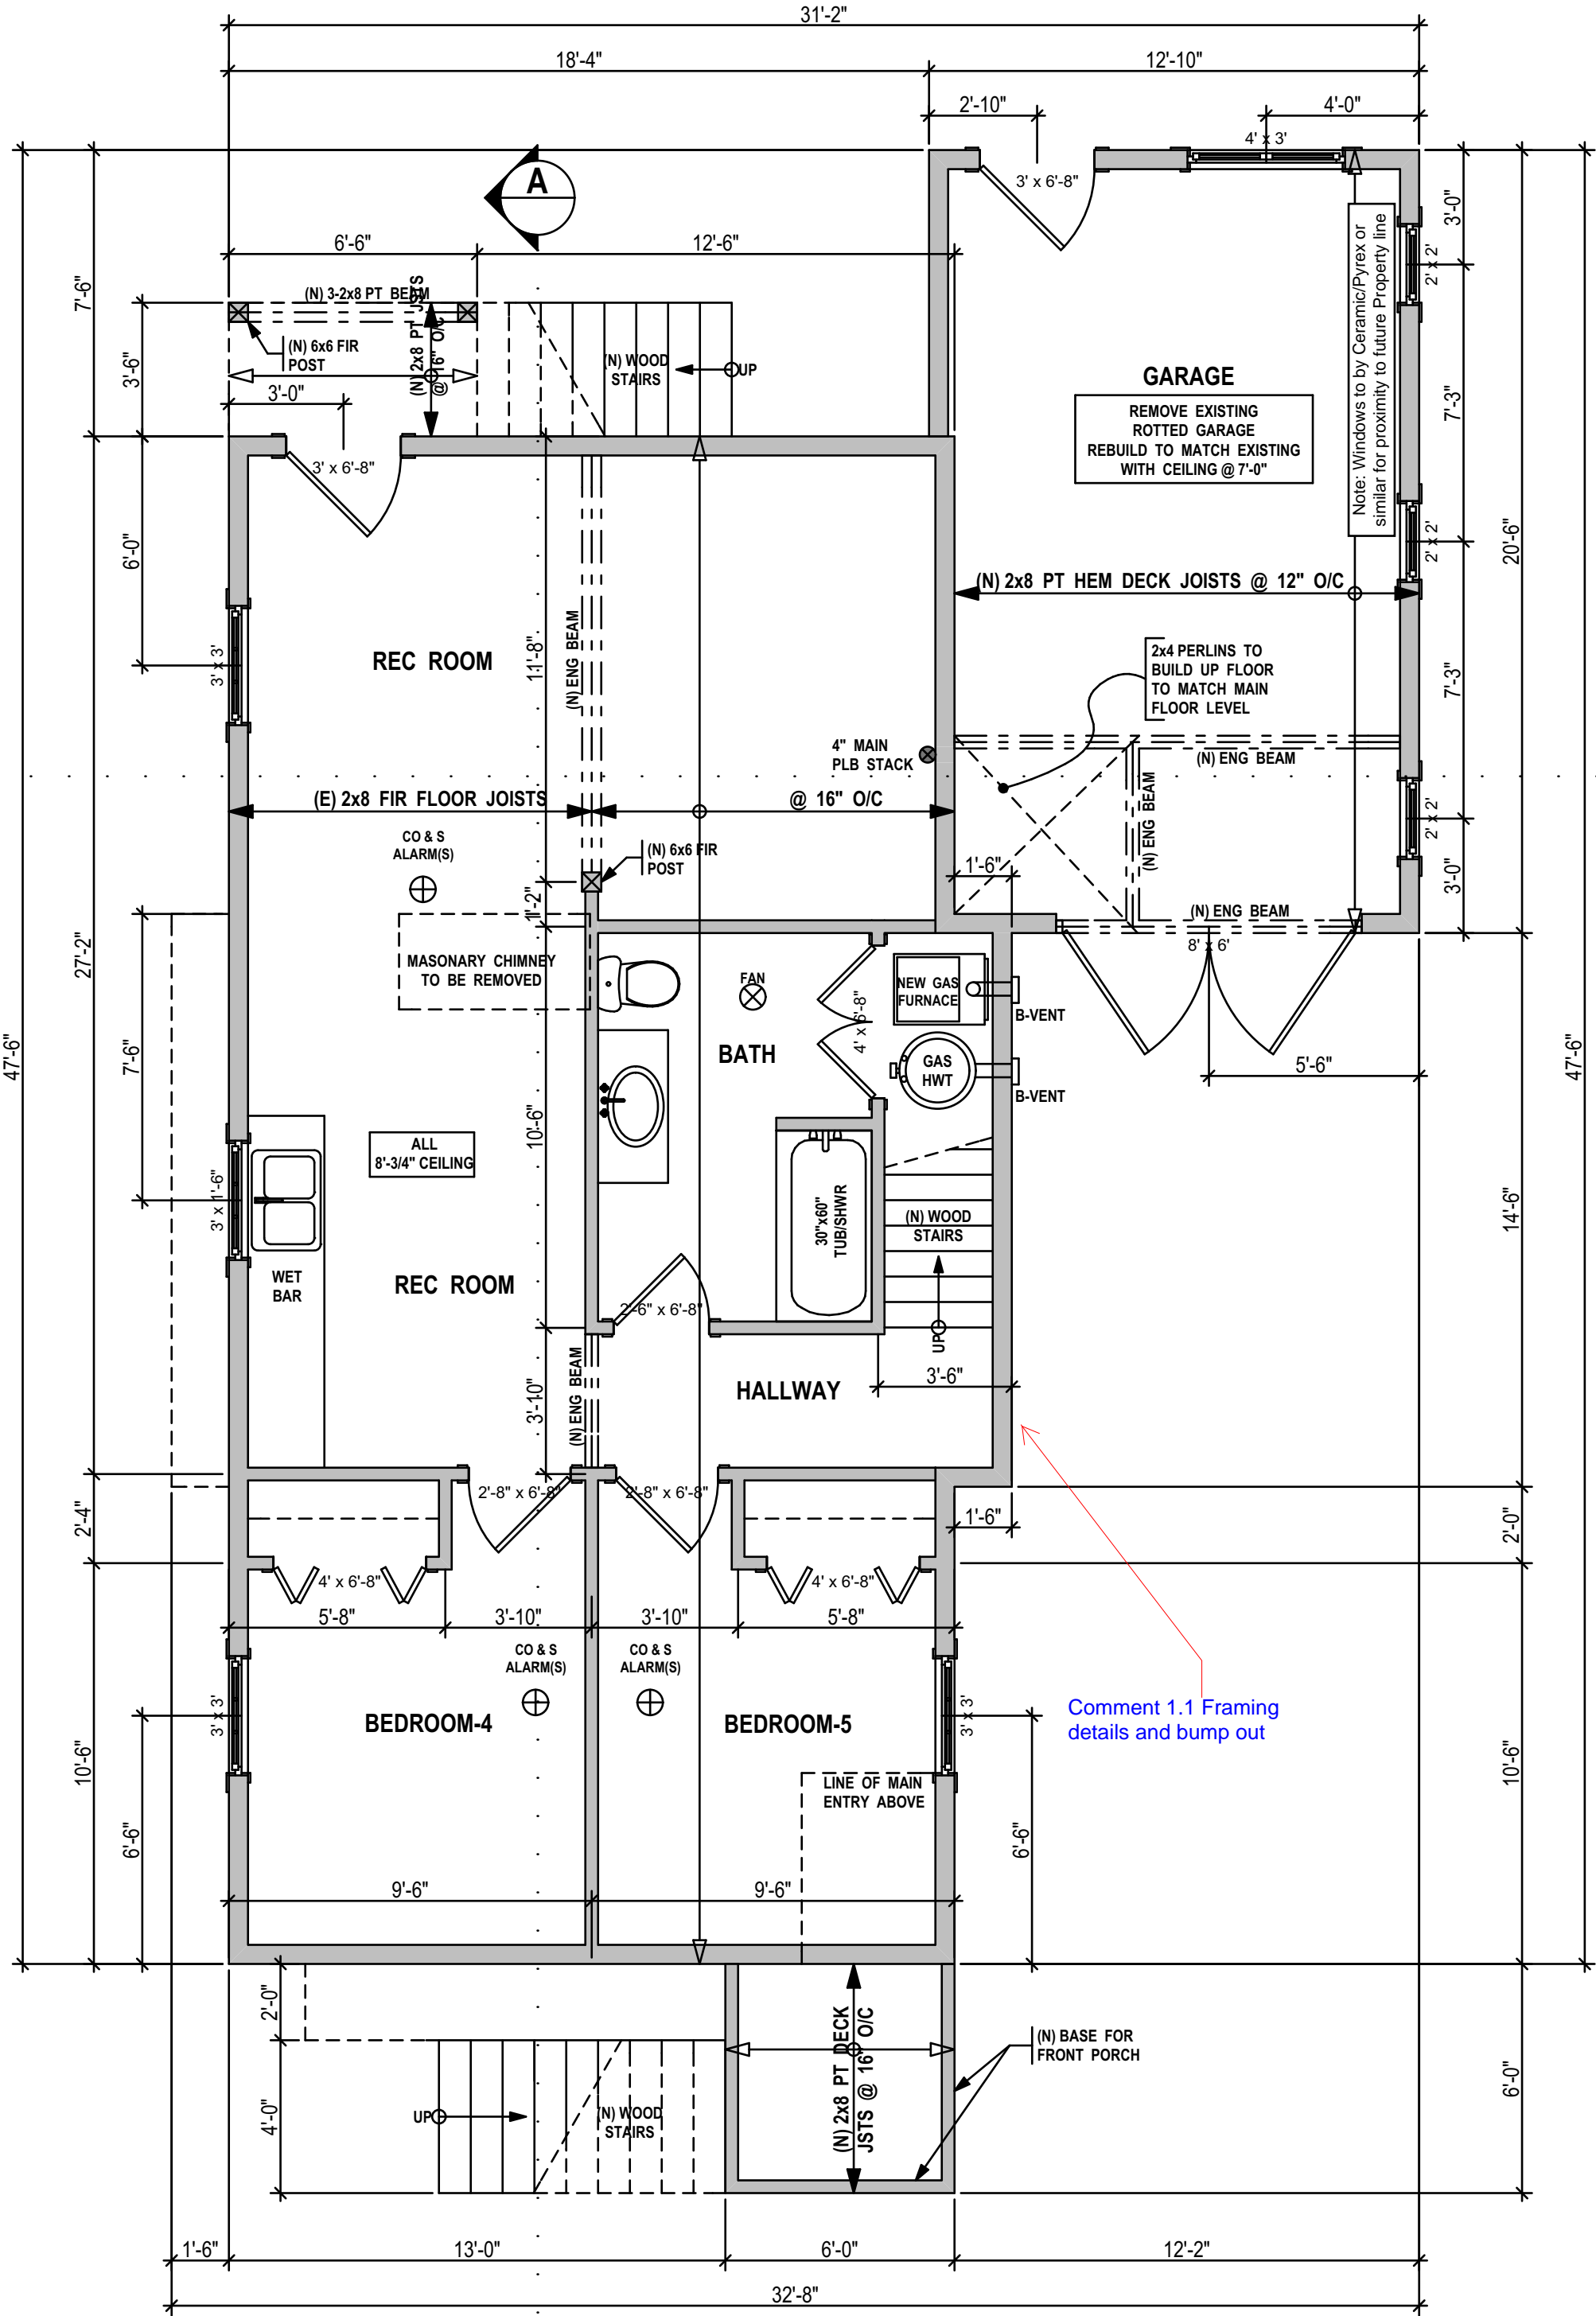 31'-2"
18'-4"
12'-10"
2'-10"
4'-0"
4' x 3'
A
3' x 6'-8"
6'-6"
12'-6"
7'-6"
3'-6"
(N) 3-2x8 PT BEAM
(N) 2x8 PT JSTS
@ 16" O/C
(N) 6x6 FIR
POST
3'-0"
(N) WOOD
STAIRS
UP
3' x 6'-8"
GARAGE
REMOVE EXISTING
ROTTED GARAGE
REBUILD TO MATCH EXISTING
WITH CEILING @ 7'-0"
Note: Windows to by Ceramic/Pyrex or
similar for proximity to future Property line
3'-0"
2' x 2'
7'-3"
2' x 2'
7'-3"
2' x 2'
3'-0"
20'-6"
(N) 2x8 PT HEM DECK JOISTS @ 12" O/C
2x4 PERLINS TO
BUILD UP FLOOR
TO MATCH MAIN
FLOOR LEVEL
(N) ENG BEAM
(N) ENG BEAM
(N) ENG BEAM
1'-6"
8' x 6'
5'-6"
6'-0"
3' x 3'
REC ROOM
11'-8"
(N) ENG BEAM
4" MAIN
PLB STACK
(E) 2x8 FIR FLOOR JOISTS
@ 16" O/C
CO & S
ALARM(S)
(N) 6x6 FIR
POST
1'-2"
MASONARY CHIMNEY
TO BE REMOVED
27'-2"
47'-6"
47'-6"
7'-6"
FAN
BATH
4' x 6'-8"
NEW GAS
FURNACE
B-VENT
GAS
HWT
B-VENT
10'-6"
ALL
8'-3/4" CEILING
3' x 1'-6"
WET
BAR
REC ROOM
30"x60"
TUB/SHWR
(N) WOOD
STAIRS
UP
14'-6"
2'-6" x 6'-8"
3'-6"
HALLWAY
3'-10"
(N) ENG BEAM
2'-8" x 6'-8"
2'-8" x 6'-8"
1'-6"
2'-4"
2'-0"
4' x 6'-8"
4' x 6'-8"
5'-8"
3'-10"
3'-10"
5'-8"
CO & S
ALARM(S)
CO & S
ALARM(S)
3' x 3'
BEDROOM-4
BEDROOM-5
3' x 3'
Comment 1.1 Framing
details and bump out
LINE OF MAIN
ENTRY ABOVE
10'-6"
6'-6"
6'-6"
10'-6"
9'-6"
9'-6"
2'-0"
4'-0"
UP
(N) WOOD
STAIRS
(N) 2x8 PT DECK
JSTS @ 16" O/C
(N) BASE FOR
FRONT PORCH
6'-0"
1'-6"
13'-0"
6'-0"
12'-2"
32'-8"